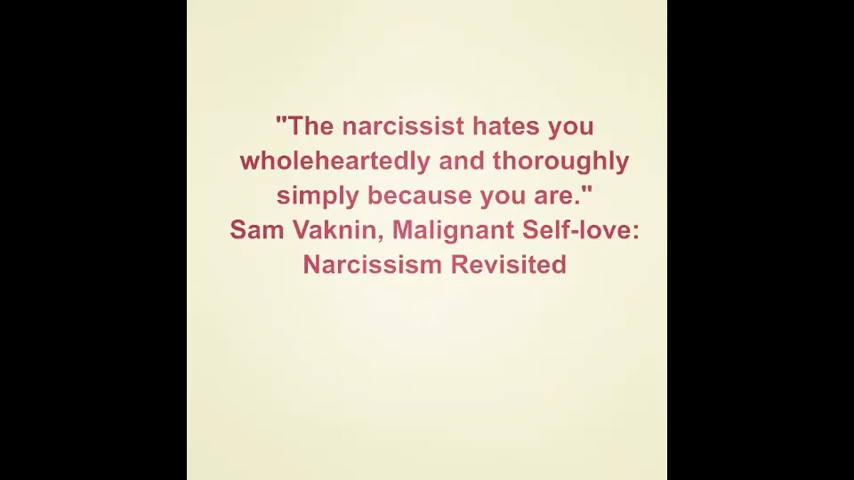 "The narcissist hates you
wholeheartedly and thoroughly
simply because you are."
Sam Vaknin, Malignant Self-love:
Narcissism Revisited